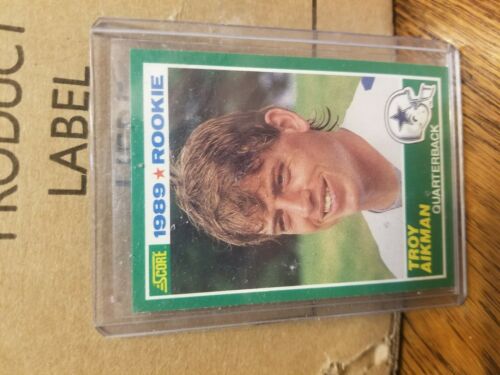 PRODUCT
LABEL
SCORE
1989 ★ ROOKIE
TROY
AIKMAN
QUARTERBACK